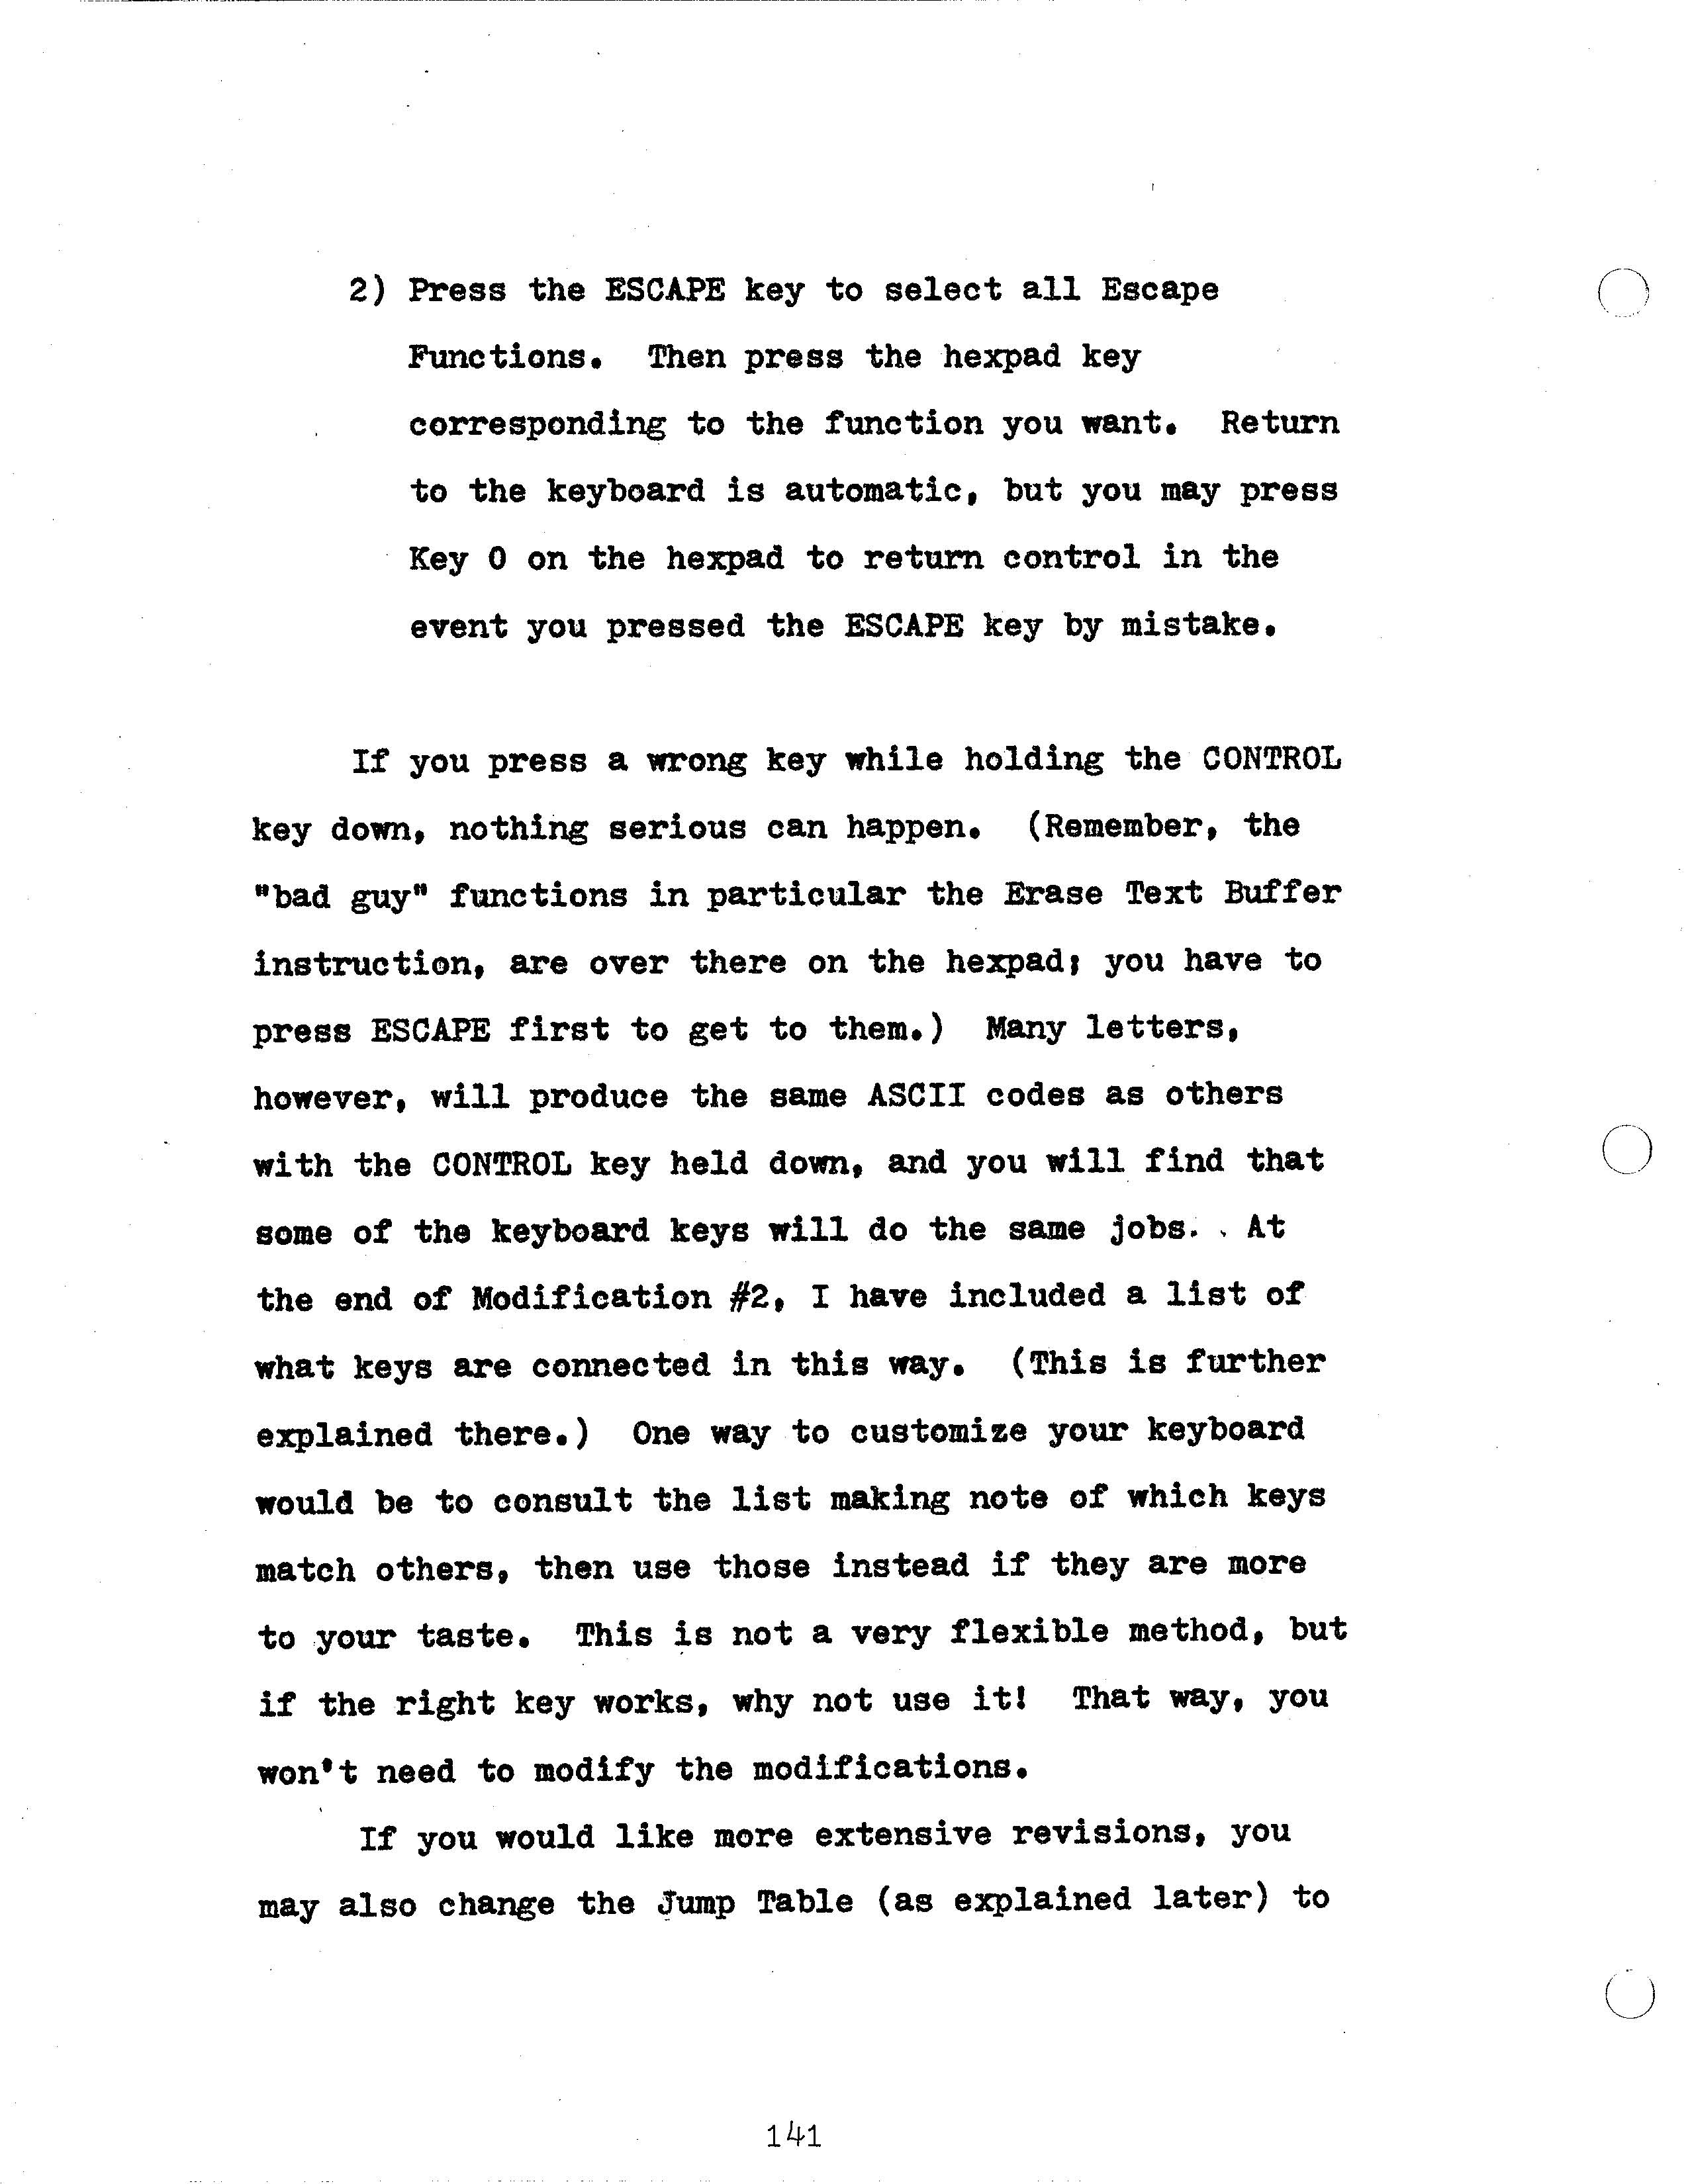 2) Press the ESCAPE key to select all Escape
Functions.  Then press the hexpad key
corresponding to the function you want.  Return
to the keyboard is automatic, but you may press
Key 0 on the hexpad to return control in the
event you pressed the ESCAPE key by mistake.
If you press a wrong key while holding the CONTROL
key down, nothing serious can happen.  (Remember, the
"bad guy" functions in particular the Erase Text Buffer
instruction, are over there on the hexpad; you have to
press ESCAPE first to get to them.)  Many letters,
however, will produce the same ASCII codes as others
with the CONTROL key held down, and you will find that
some of the keyboard keys will do the same jobs.  At
the end of Modification #2, I have included a list of
what keys are connected in this way.  (This is further
explained there.)  One way to customize your keyboard
would be to consult the list making note of which keys
match others, then use those instead if they are more
to your taste.  This is not a very flexible method, but
if the right key works, why not use it!  That way, you
won't need to modify the modifications.
If you would like more extensive revisions, you
may also change the Jump Table (as explained later) to
141